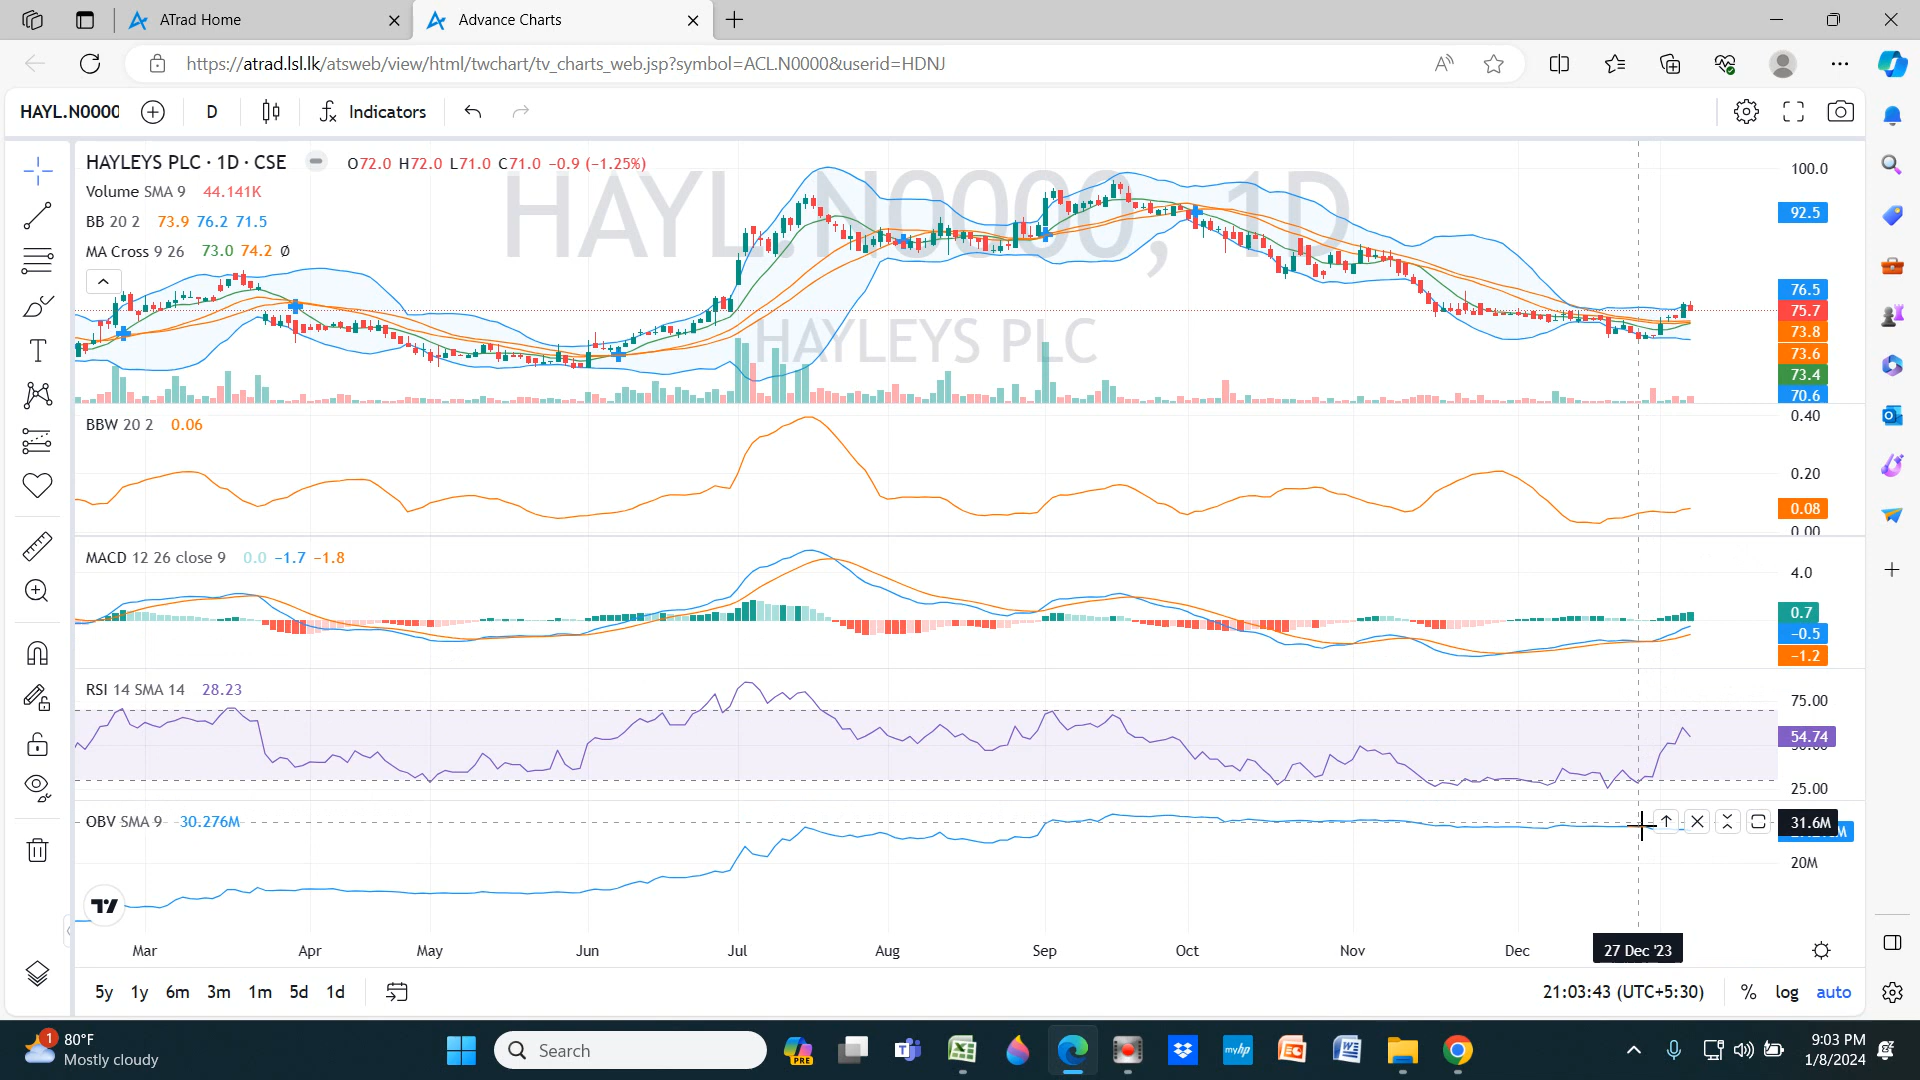 ATrad Home
Advance Charts
https://atrad.lsl.lk/atsweb/view/html/twchart/tv_charts_web.jsp?symbol=ACL.N0000&userid=HDNJ
HAYL.N0000
D
Indicators
HAYLEYS PLC · 1D · CSE
O72.0 H72.0 L71.0 C71.0 −0.9 (−1.25%)
Volume SMA 9 44.141K
BB 20 2 73.9 76.2 71.5
MA Cross 9 26 73.0 74.2 Ø
HAYL.N0000, 1D
HAYLEYS PLC
100.0
92.5
76.5
75.7
73.8
73.6
73.4
70.6
BBW 20 2 0.06
0.40
0.20
0.08
0.00
MACD 12 26 close 9 0.0 −1.7 −1.8
4.0
0.7
−0.5
−1.2
RSI 14 SMA 14 28.23
75.00
54.74
25.00
OBV SMA 9 30.276M
31.6M
20M
Mar Apr May Jun Jul Aug Sep Oct Nov Dec 27 Dec '23
5y 1y 6m 3m 1m 5d 1d
21:03:43 (UTC+5:30) % log auto
1
80°F
Mostly cloudy
Search
PRE
myhp
9:03 PM
1/8/2024